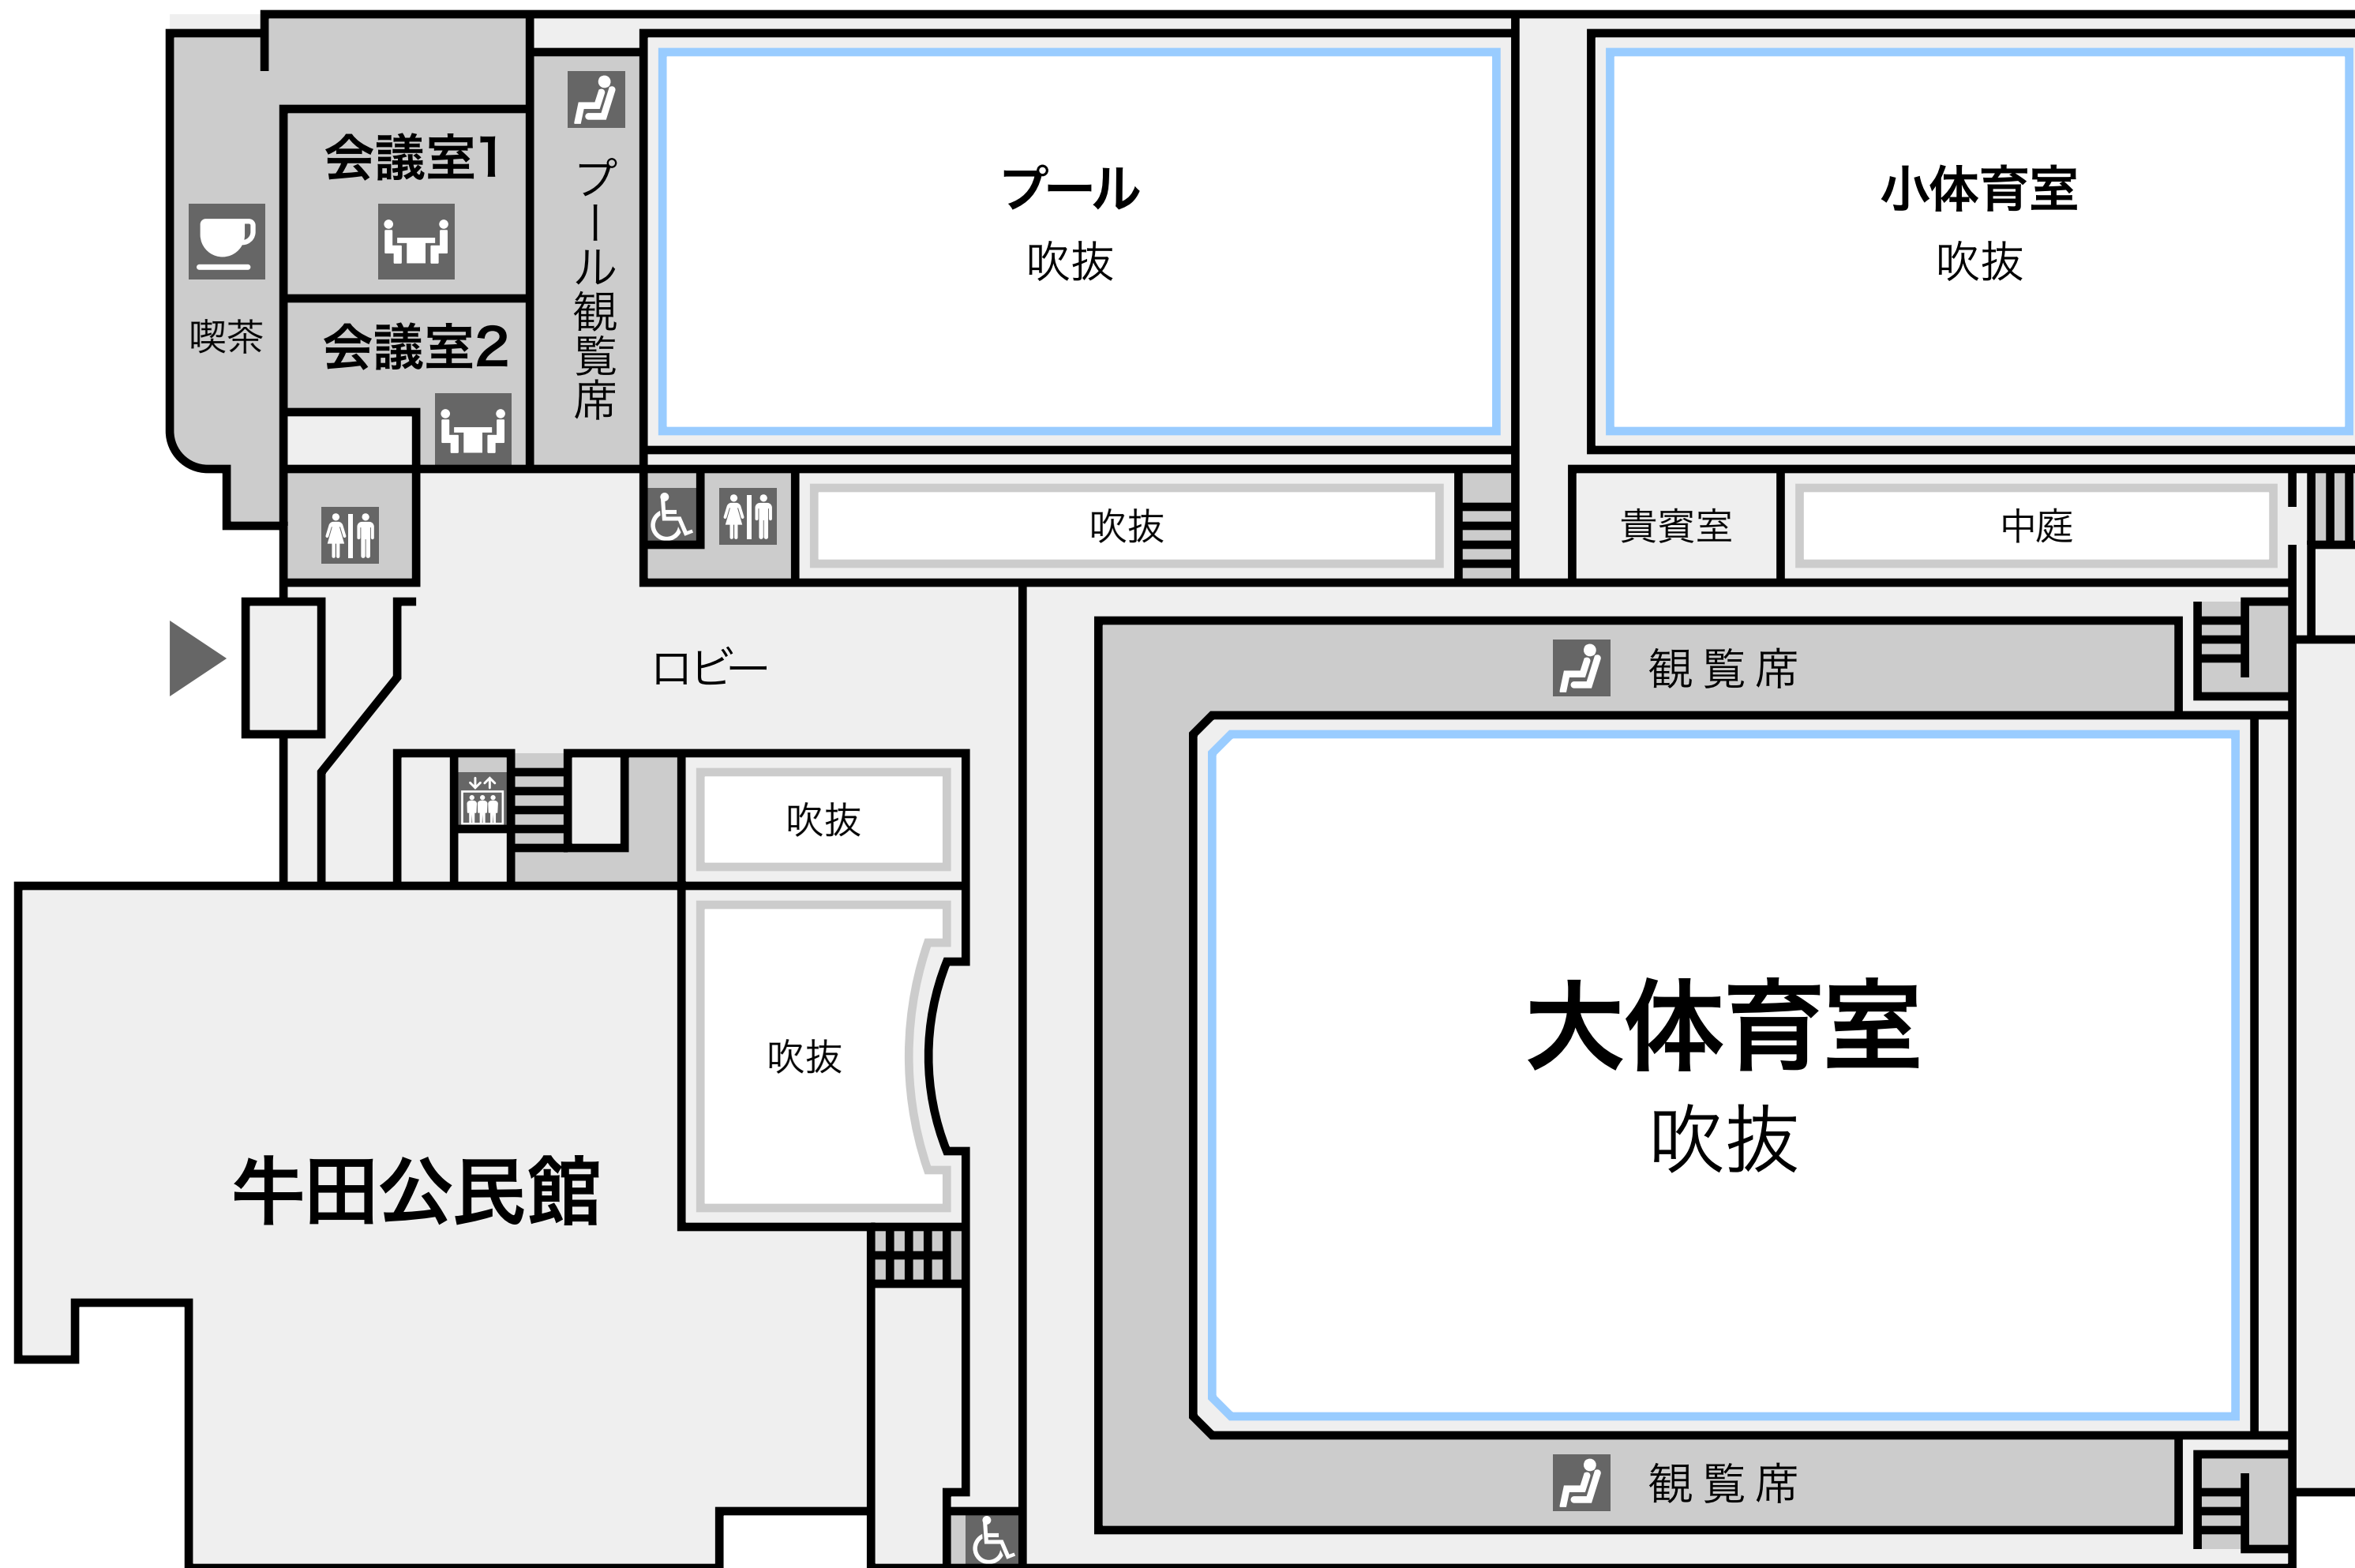 会議室1
会議室2
喫茶
プール観覧席
プール
吹抜
小体育室
吹抜
吹抜
貴賓室
中庭
ロビー
観覧席
吹抜
吹抜
大体育室
吹抜
牛田公民館
観覧席